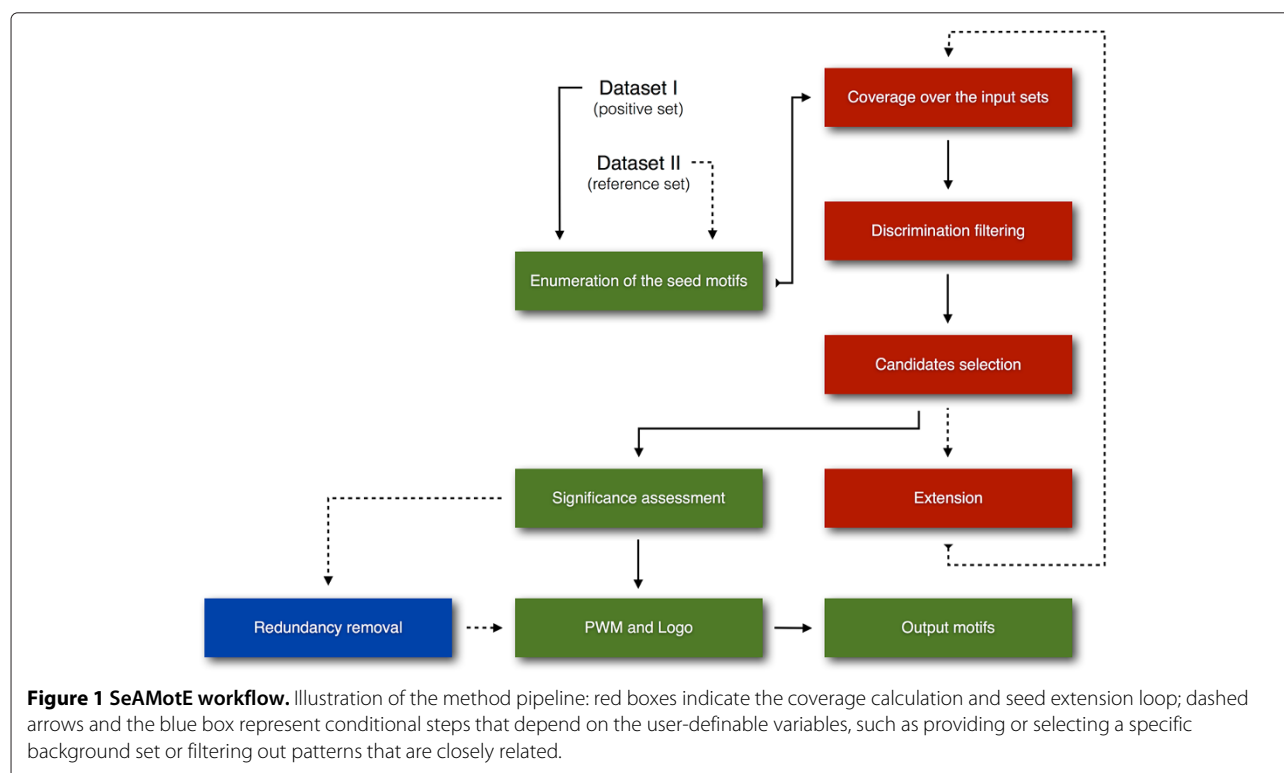 Dataset I
(positive set)
Dataset II
(reference set)
Enumeration of the seed motifs
Coverage over the input sets
Discrimination filtering
Candidates selection
Significance assessment
Extension
Redundancy removal
PWM and Logo
Output motifs
Figure 1 SeAMotE workflow. Illustration of the method pipeline: red boxes indicate the coverage calculation and seed extension loop; dashed
arrows and the blue box represent conditional steps that depend on the user-definable variables, such as providing or selecting a specific
background set or filtering out patterns that are closely related.